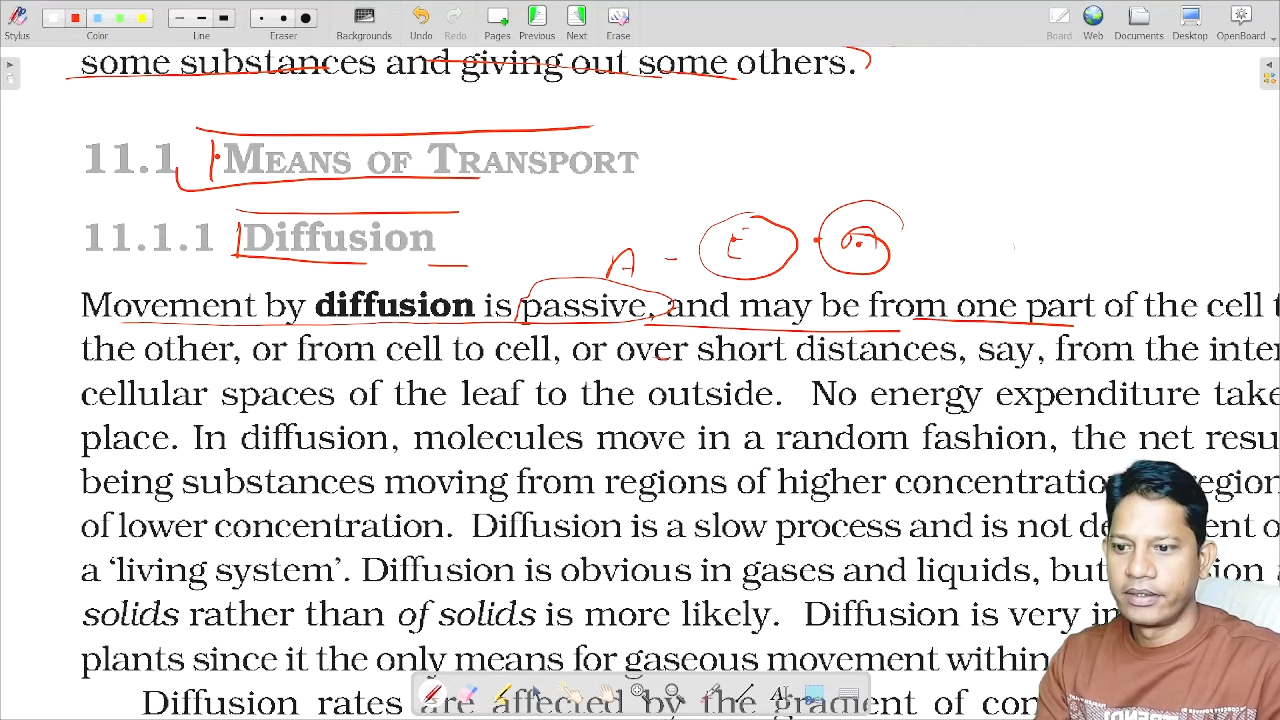 Stylus
Color
Line
Eraser
Backgrounds
Undo
Redo
Pages
Previous
Next
Erase
Board
Web
Documents
Desktop
OpenBoard
some substances and giving out some others.
11.1 MEANS OF TRANSPORT
11.1.1 Diffusion
A - E
Movement by diffusion is passive, and may be from one part of the cell
the other, or from cell to cell, or over short distances, say, from the inter
cellular spaces of the leaf to the outside. No energy expenditure take
place. In diffusion, molecules move in a random fashion, the net resu
being substances moving from regions of higher concentratio region
of lower concentration. Diffusion is a slow process and is not de ent o
a ‘living system’. Diffusion is obvious in gases and liquids, but
solids rather than of solids is more likely. Diffusion is very im
plants since it the only means for gaseous movement within
Diffusion rates are affected by the gradient of con